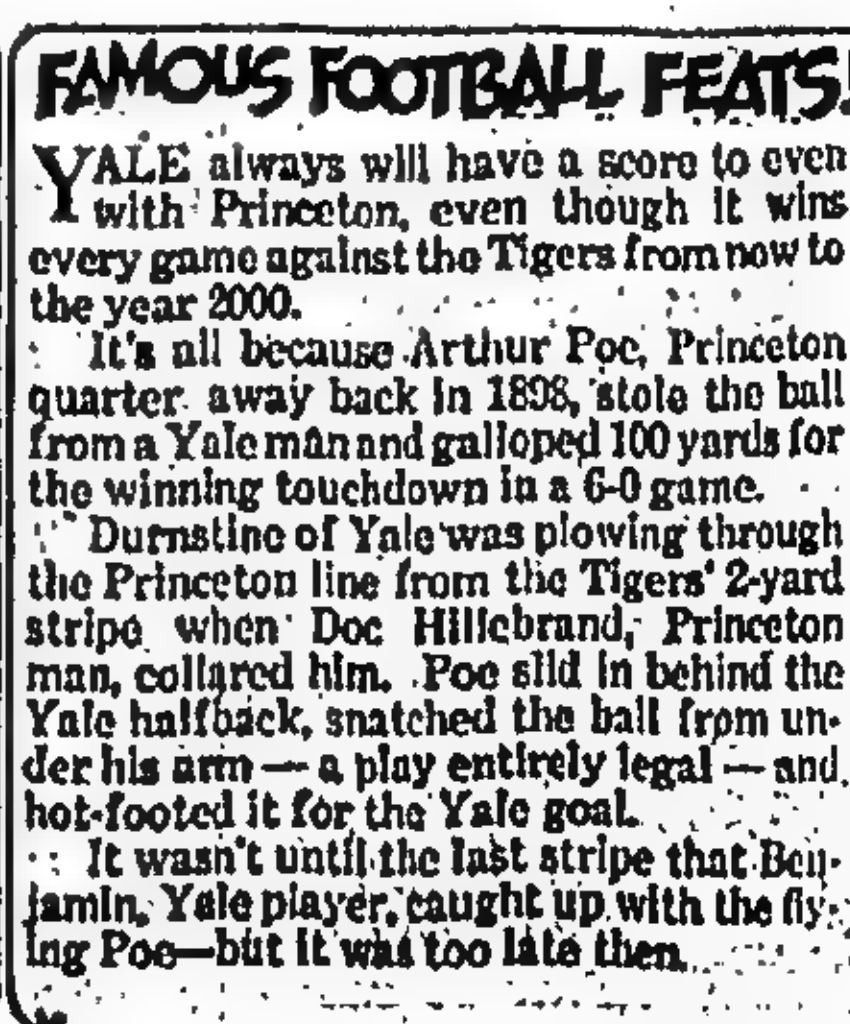 FAMOUS FOOTBALL FEATS!
YALE always will have a score to even
with Princeton, even though it wins
every game against the Tigers from now to
the year 2000.
It's all because Arthur Poe, Princeton
quarter away back in 1898, stole the ball
from a Yale man and galloped 100 yards for
the winning touchdown in a 6-0 game.
Durnstine of Yale was plowing through
the Princeton line from the Tigers' 2-yard
stripe when Doc Hillebrand, Princeton
man, collared him. Poe slid in behind the
Yale halfback, snatched the ball from un-
der his arm — a play entirely legal — and
hot-footed it for the Yale goal.
It wasn't until the last stripe that Ben-
jamin, Yale player, caught up with the fly-
ing Poe—but it was too late then.